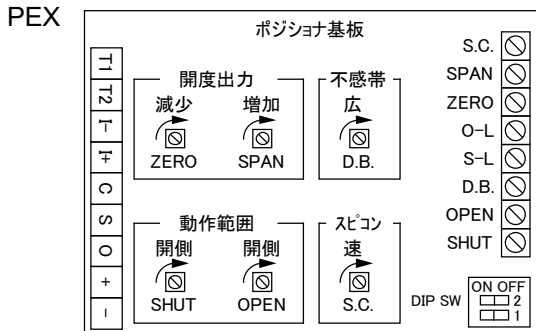 PEX
ポジショナ基板
T1
T2
I-
I+
C
S
O
+
-
開度出力
減少 増加
ZERO SPAN
不感帯
広
D.B.
動作範囲
開側 開側
SHUT OPEN
スピコン
速
S.C.
S.C.
SPAN
ZERO
O-L
S-L
D.B.
OPEN
SHUT
DIP SW
ON OFF
2
1